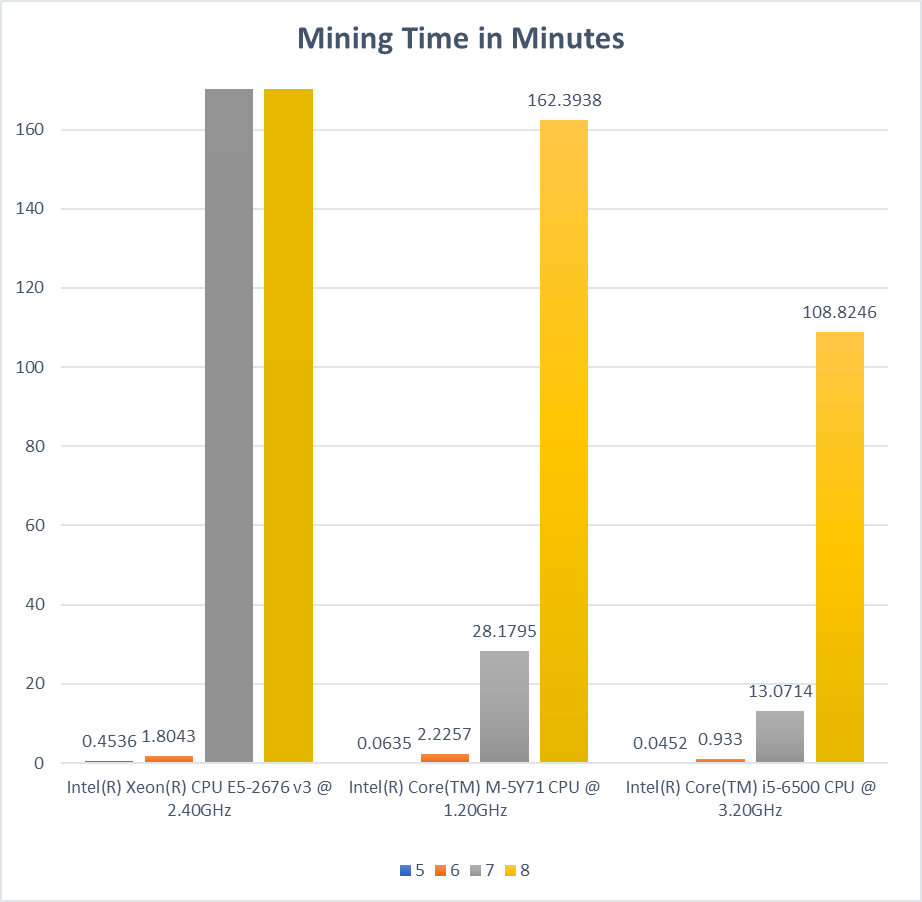 Mining Time in Minutes
160
140
120
100
80
60
40
20
0
0.4536
1.8043
0.0635
2.2257
28.1795
162.3938
0.0452
0.933
13.0714
108.8246
Intel(R) Xeon(R) CPU E5-2676 v3 @
2.40GHz
Intel(R) Core(TM) M-5Y71 CPU @
1.20GHz
Intel(R) Core(TM) i5-6500 CPU @
3.20GHz
5 6 7 8